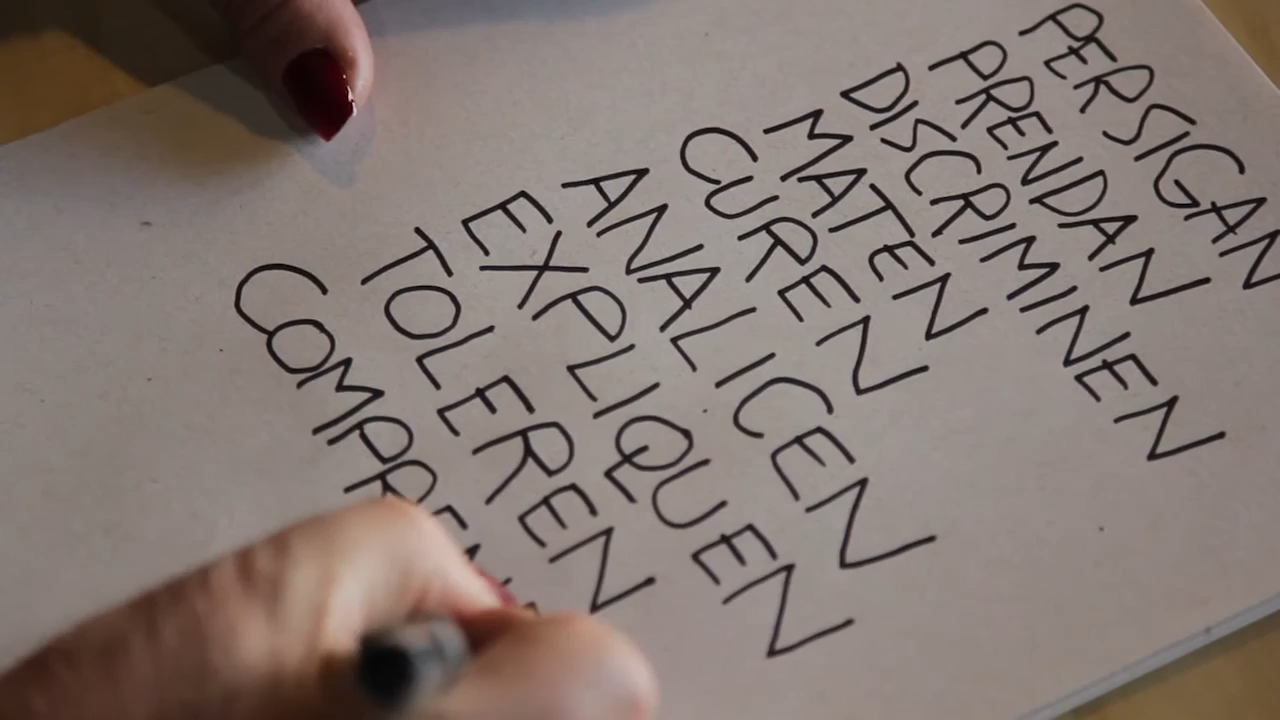 PERSIGAN
PRENDAN
DISCRIMINEN
MATEN
CUREN
ANALICEN
EXPLIQUEN
TOLEREN